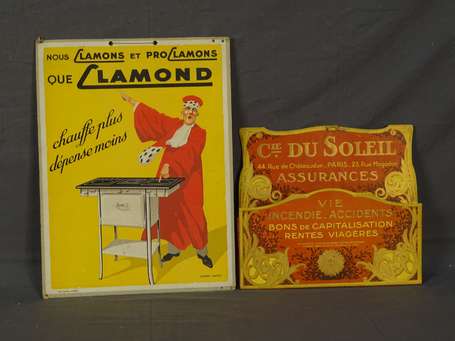 NOUS CLAMONS ET PROCLAMONS
QUE CLAMOND
chauffe plus
dépense moins
CIE DU SOLEIL
44, Rue de Châteaudun, PARIS, 23, Rue Mogador
ASSURANCES
VIE
INCENDIE. ACCIDENTS
BONS DE CAPITALISATION
RENTES VIAGÈRES